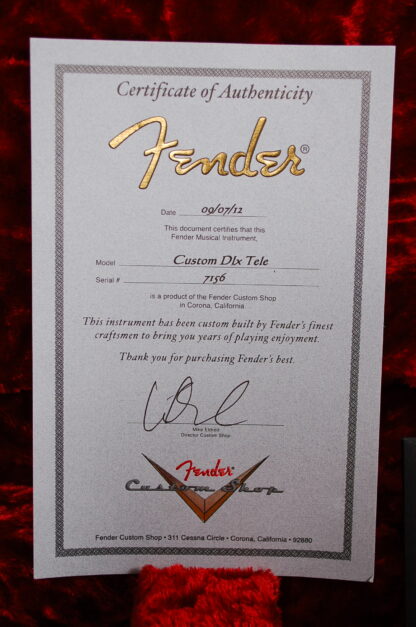 Certificate of Authenticity
Fender®
Date 09/07/12
This document certifies that this
Fender Musical Instrument,
Model Custom Dlx Tele
Serial # 7156
is a product of the Fender Custom Shop
in Corona, California
This instrument has been custom built by Fender's finest
craftsmen to bring you years of playing enjoyment.
Thank you for purchasing Fender's best.
Mike Eldred
Director Custom Shop
Fender
Custom Shop
Fender Custom Shop • 311 Cessna Circle • Corona, California • 92880